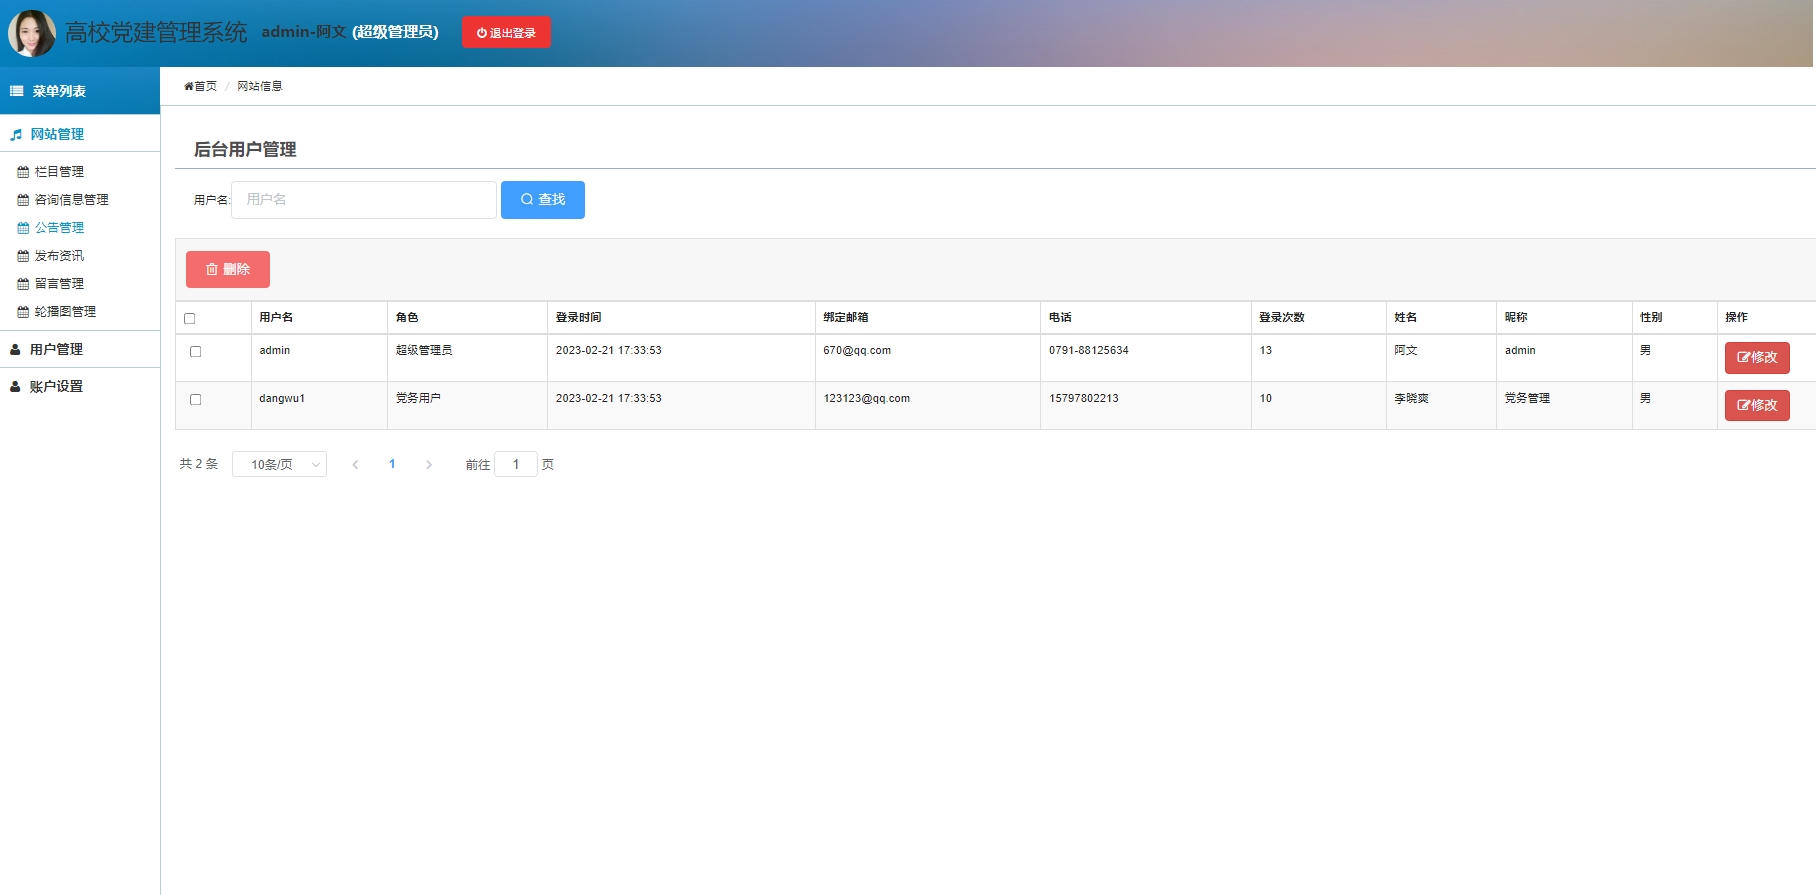 高校党建管理系统 admin-阿文 (超级管理员) 退出登录
菜单列表
首页 / 网站信息
网站管理
栏目管理
咨询信息管理
公告管理
发布资讯
留言管理
轮播图管理
用户管理
账户设置
后台用户管理
用户名: 用户名 查找
删除
用户名 角色 登录时间 绑定邮箱 电话 登录次数 姓名 昵称 性别 操作
admin 超级管理员 2023-02-21 17:33:53 670@qq.com 0791-88125634 13 阿文 admin 男 修改
dangwu1 党务用户 2023-02-21 17:33:53 123123@qq.com 15797802213 10 李晓爽 党务管理 男 修改
共 2 条 10条/页 1 前往 1 页